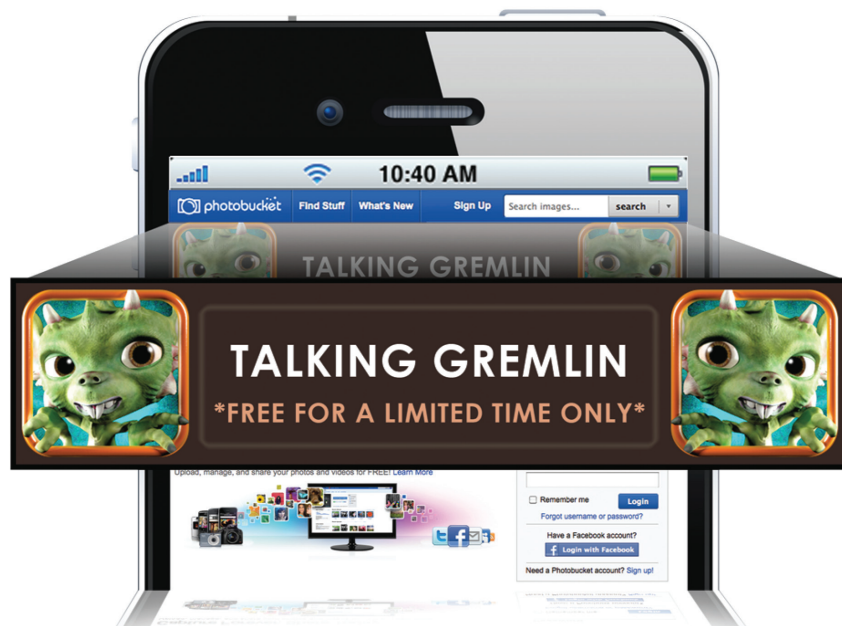 10:40 AM
photobucket Find Stuff What's New Sign Up Search images... search
TALKING GREMLIN
TALKING GREMLIN
*FREE FOR A LIMITED TIME ONLY*
Upload, manage, and share your photos and videos for FREE! Learn More
Remember me Login
Forgot username or password?
Have a Facebook account?
Login with Facebook
Need a Photobucket account? Sign up!